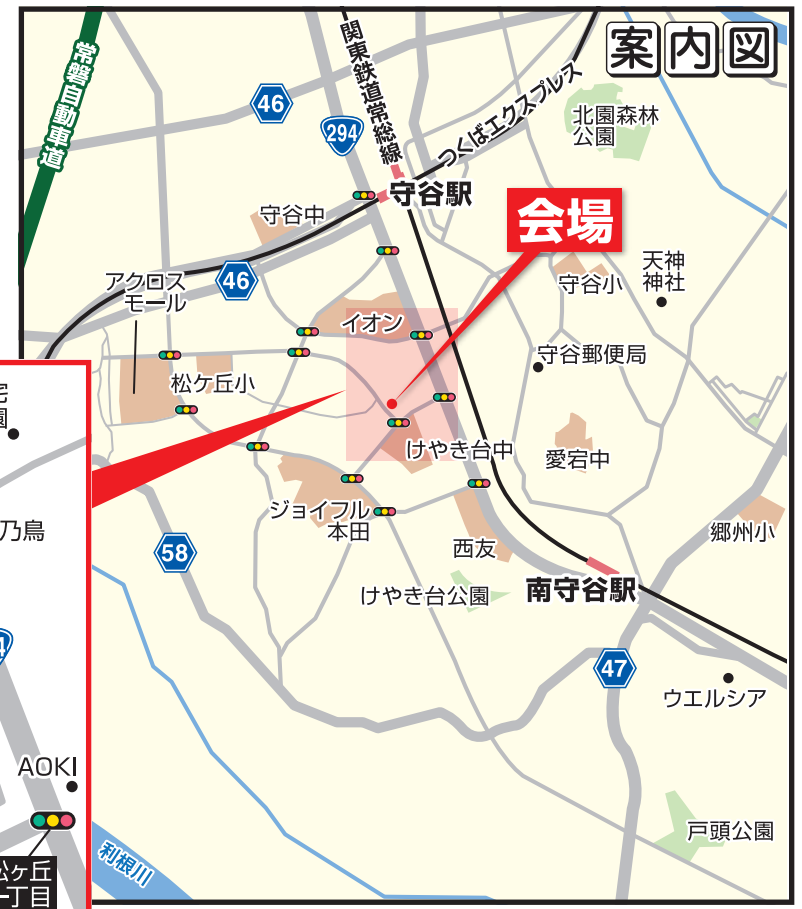 案内図
常磐自動車道
関東鉄道常総線
46
294
つくばエクスプレス
北園森林
公園
守谷駅
守谷中
会場
天神
神社
守谷小
46
アクロス
モール
イオン
守谷郵便局
松ケ丘小
けやき台中
愛宕中
乃鳥
ジョイフル
本田
西友
郷州小
58
けやき台公園
南守谷駅
47
ウエルシア
AOKI
戸頭公園
利根川
松ヶ丘
一丁目